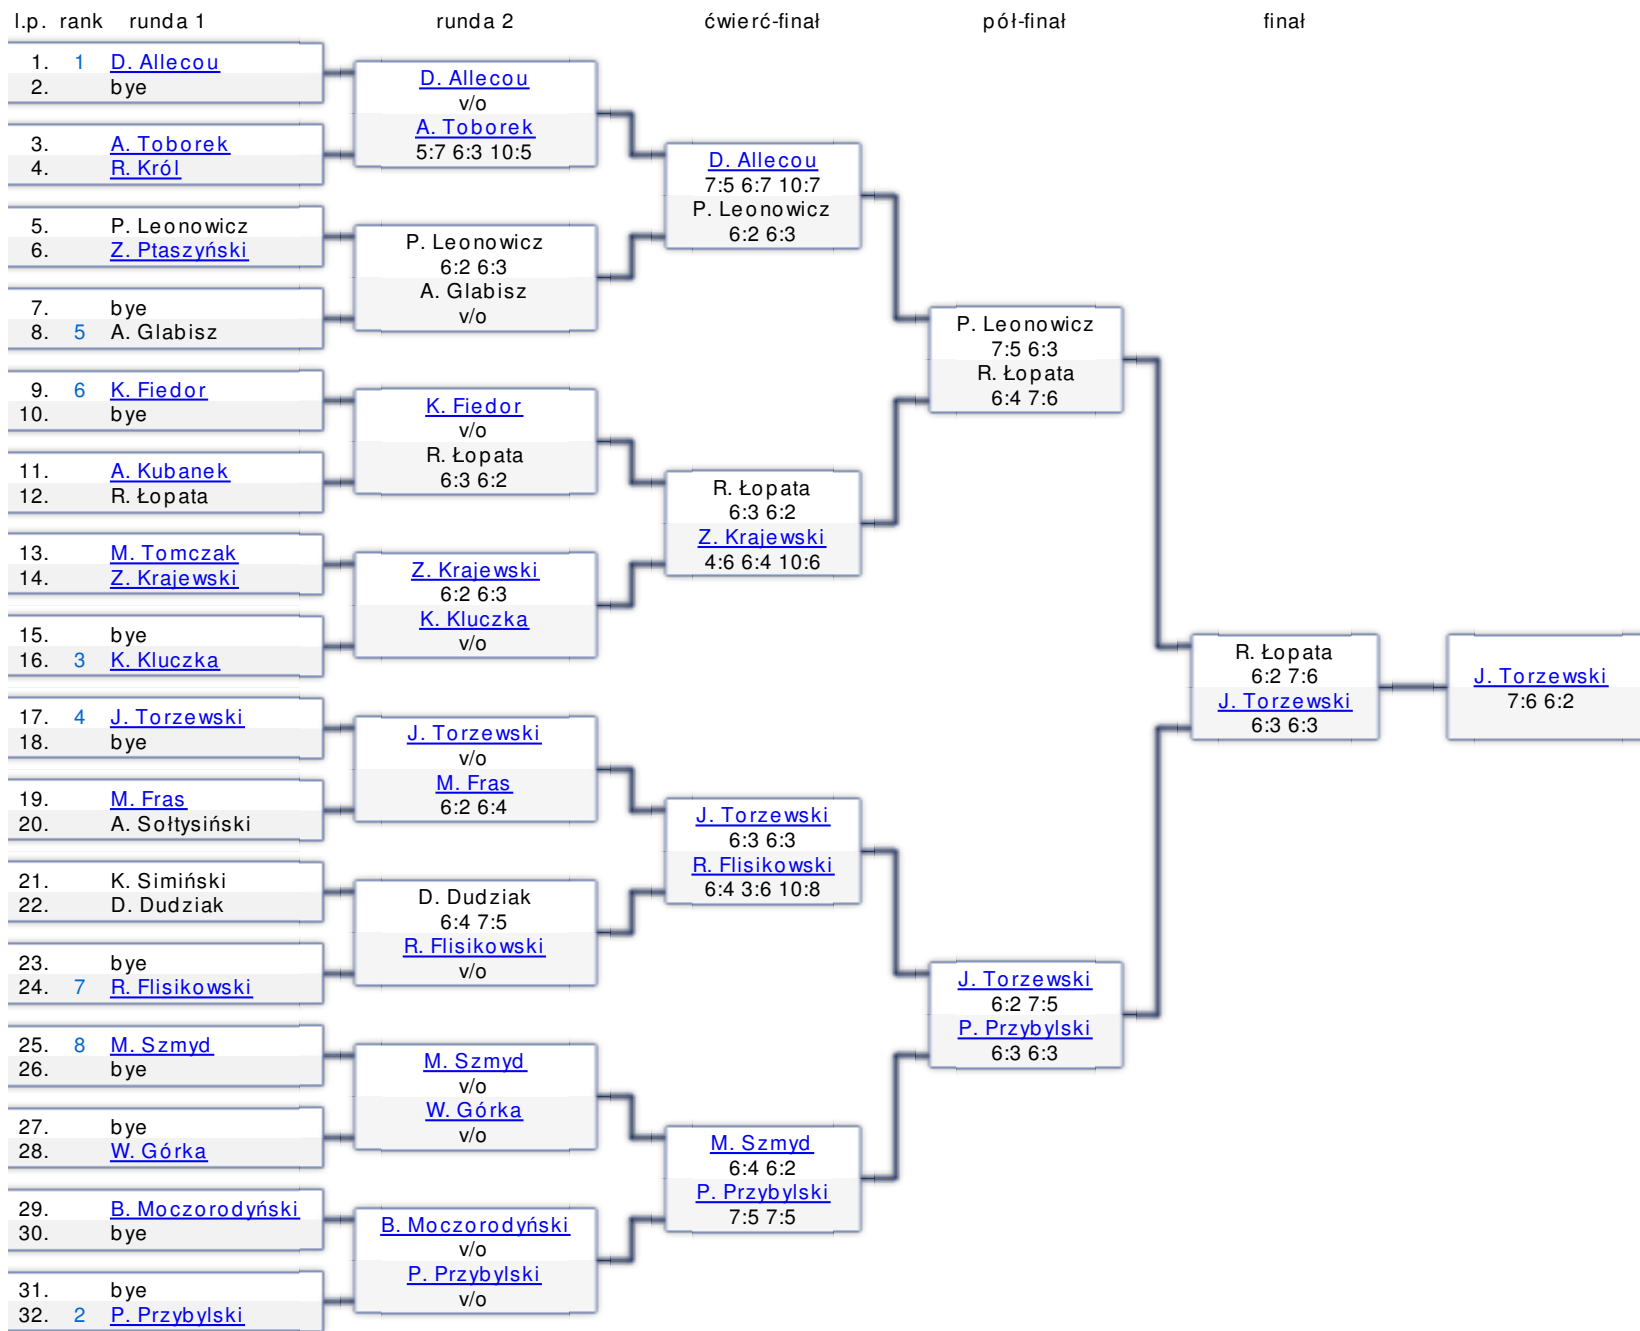 l.p. rank runda 1 runda 2 ćwierć-finał pół-finał finał
1. 1 D. Allecou
2. bye
3. A. Toborek
4. R. Król
5. P. Leonowicz
6. Z. Ptaszyński
7. bye
8. 5 A. Glabisz
9. 6 K. Fiedor
10. bye
11. A. Kubanek
12. R. Łopata
13. M. Tomczak
14. Z. Krajewski
15. bye
16. 3 K. Kluczka
17. 4 J. Torzewski
18. bye
19. M. Fras
20. A. Sołtysiński
21. K. Simiński
22. D. Dudziak
23. bye
24. 7 R. Flisikowski
25. 8 M. Szmyd
26. bye
27. bye
28. W. Górka
29. B. Moczorodyński
30. bye
31. bye
32. 2 P. Przybylski
D. Allecou
v/o
A. Toborek
5:7 6:3 10:5
P. Leonowicz
6:2 6:3
A. Glabisz
v/o
K. Fiedor
v/o
R. Łopata
6:3 6:2
Z. Krajewski
6:2 6:3
K. Kluczka
v/o
J. Torzewski
v/o
M. Fras
6:2 6:4
D. Dudziak
6:4 7:5
R. Flisikowski
v/o
M. Szmyd
v/o
W. Górka
v/o
B. Moczorodyński
v/o
P. Przybylski
v/o
D. Allecou
7:5 6:7 10:7
P. Leonowicz
6:2 6:3
R. Łopata
6:3 6:2
Z. Krajewski
4:6 6:4 10:6
J. Torzewski
6:3 6:3
R. Flisikowski
6:4 3:6 10:8
M. Szmyd
6:4 6:2
P. Przybylski
7:5 7:5
P. Leonowicz
7:5 6:3
R. Łopata
6:4 7:6
J. Torzewski
6:2 7:5
P. Przybylski
6:3 6:3
R. Łopata
6:2 7:6
J. Torzewski
6:3 6:3
J. Torzewski
7:6 6:2